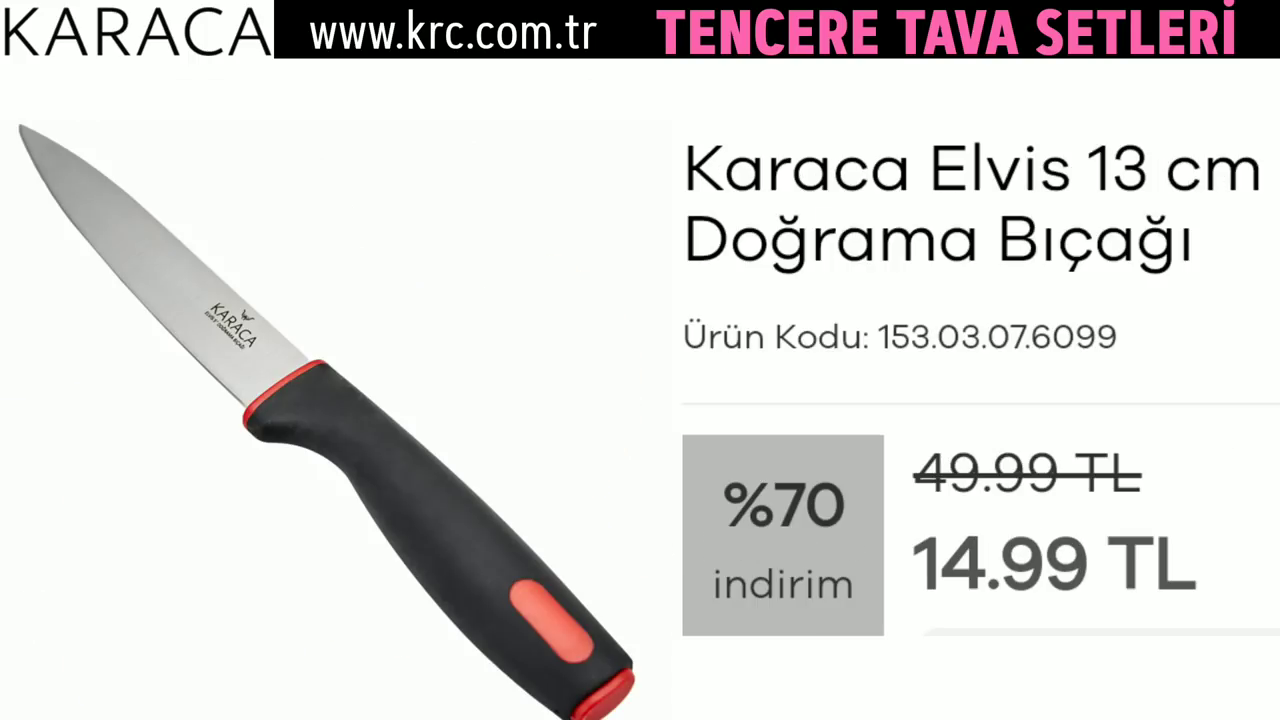 KARACA
www.krc.com.tr
TENCERE TAVA SETLERİ
Karaca Elvis 13 cm
Doğrama Bıçağı
Ürün Kodu: 153.03.07.6099
%70
indirim
49.99 TL
14.99 TL
KARACA